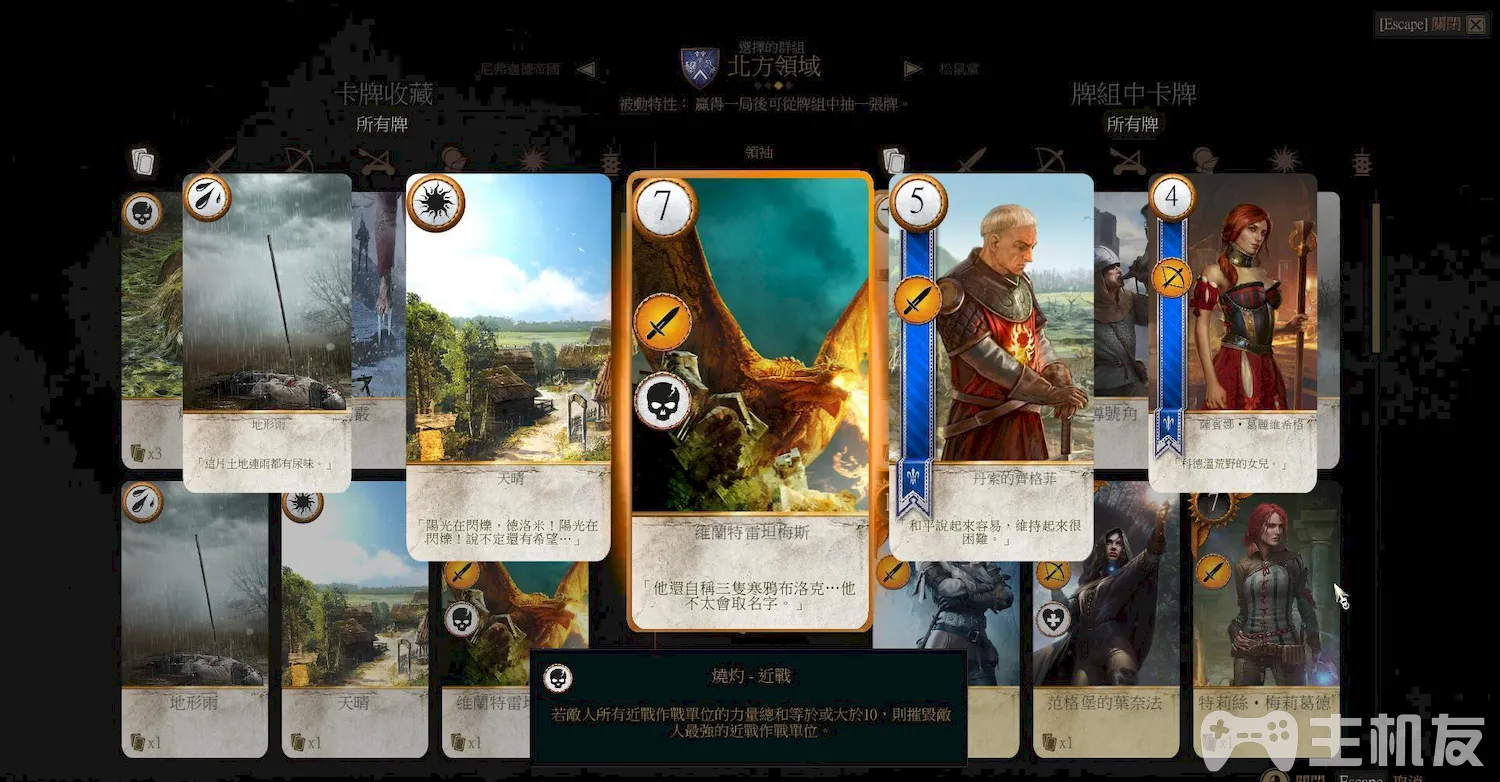 [Escape] 關閉
選擇的群組
尼弗迦德帝國
北方領域
松鼠黨
被動特性： 贏得一局後可從牌組中抽一張牌。
卡牌收藏
所有牌
牌組中卡牌
所有牌
領袖
7
5
4
地形雨
「這片土地連雨都有尿味。」
天晴
「陽光在閃爍，德洛米！陽光在
閃爍！說不定還有希望…」
維蘭特雷坦梅斯
「他還自稱三隻寒鴉布洛克…他
不太會取名字。」
丹索的齊格菲
和平說起來容易，維持起來很
困難。」
薩賓娜·葛麗維希格
「科德溫荒野的女兒。」
號角
x3
地形雨
x1
天晴
x1
維蘭特雷坦
x1
范格堡的葉奈法
x1
7
特莉絲·梅莉葛德
燒灼 - 近戰
若敵人所有近戰作戰單位的力量總和等於或大於10，則摧毀敵
人最強的近戰作戰單位。
主机友
關閉 Escape 取消